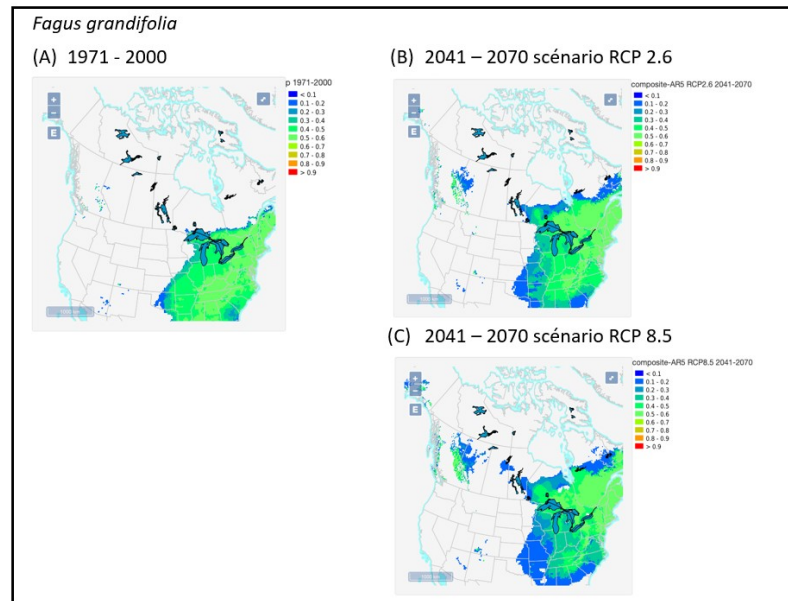 Fagus grandifolia
(A) 1971 - 2000
p 1971-2000
+
−
E
< 0.1
0.1 - 0.2
0.2 - 0.3
0.3 - 0.4
0.4 - 0.5
0.5 - 0.6
0.6 - 0.7
0.7 - 0.8
0.8 - 0.9
> 0.9
(B) 2041 – 2070 scénario RCP 2.6
composite-AR5 RCP2.6 2041-2070
+
−
E
< 0.1
0.1 - 0.2
0.2 - 0.3
0.3 - 0.4
0.4 - 0.5
0.5 - 0.6
0.6 - 0.7
0.7 - 0.8
0.8 - 0.9
> 0.9
(C) 2041 – 2070 scénario RCP 8.5
composite-AR5 RCP8.5 2041-2070
+
−
E
< 0.1
0.1 - 0.2
0.2 - 0.3
0.3 - 0.4
0.4 - 0.5
0.5 - 0.6
0.6 - 0.7
0.7 - 0.8
0.8 - 0.9
> 0.9